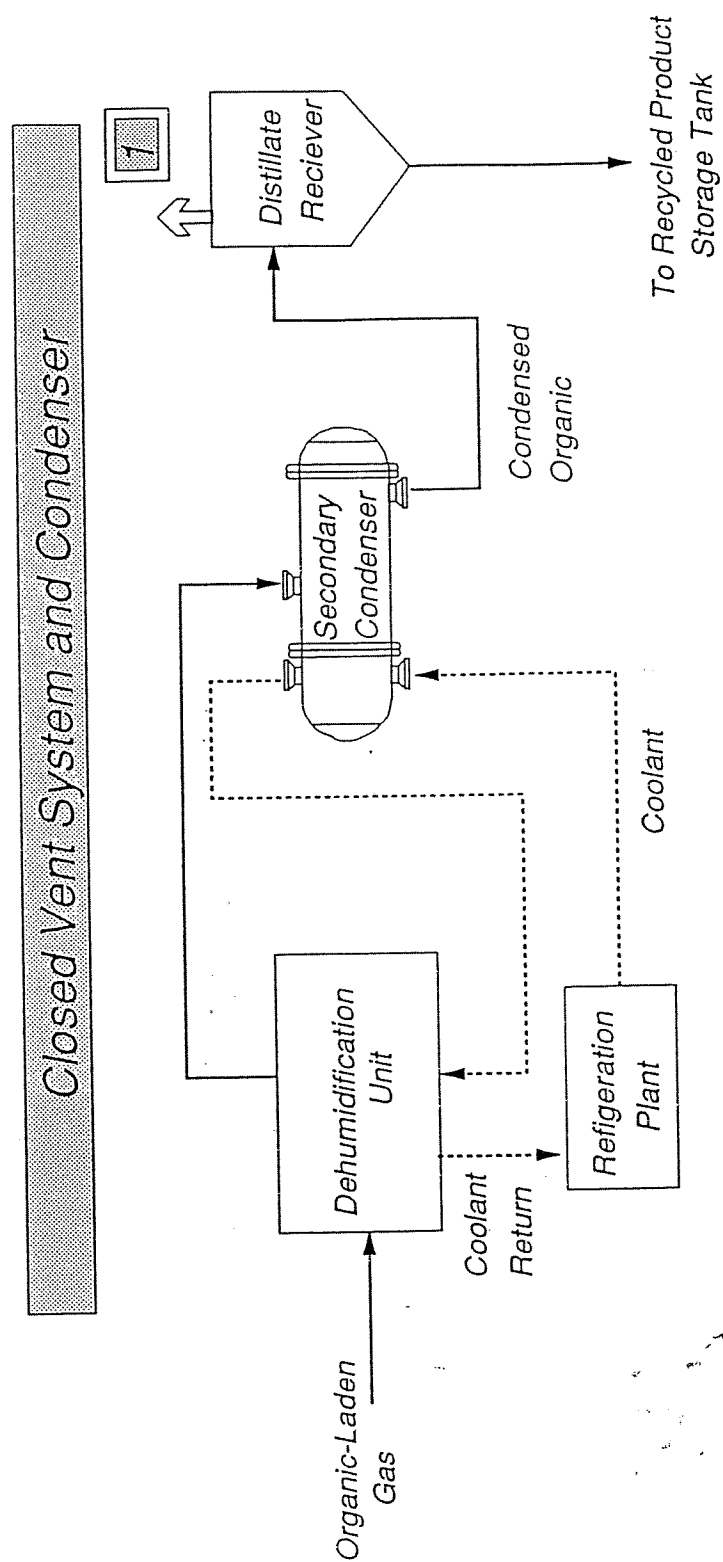 Closed Vent System and Condenser
1
Organic-Laden
Gas
Dehumidification
Unit
Coolant
Return
Refigeration
Plant
Coolant
Secondary
Condenser
Condensed
Organic
Distillate
Reciever
To Recycled Product
Storage Tank